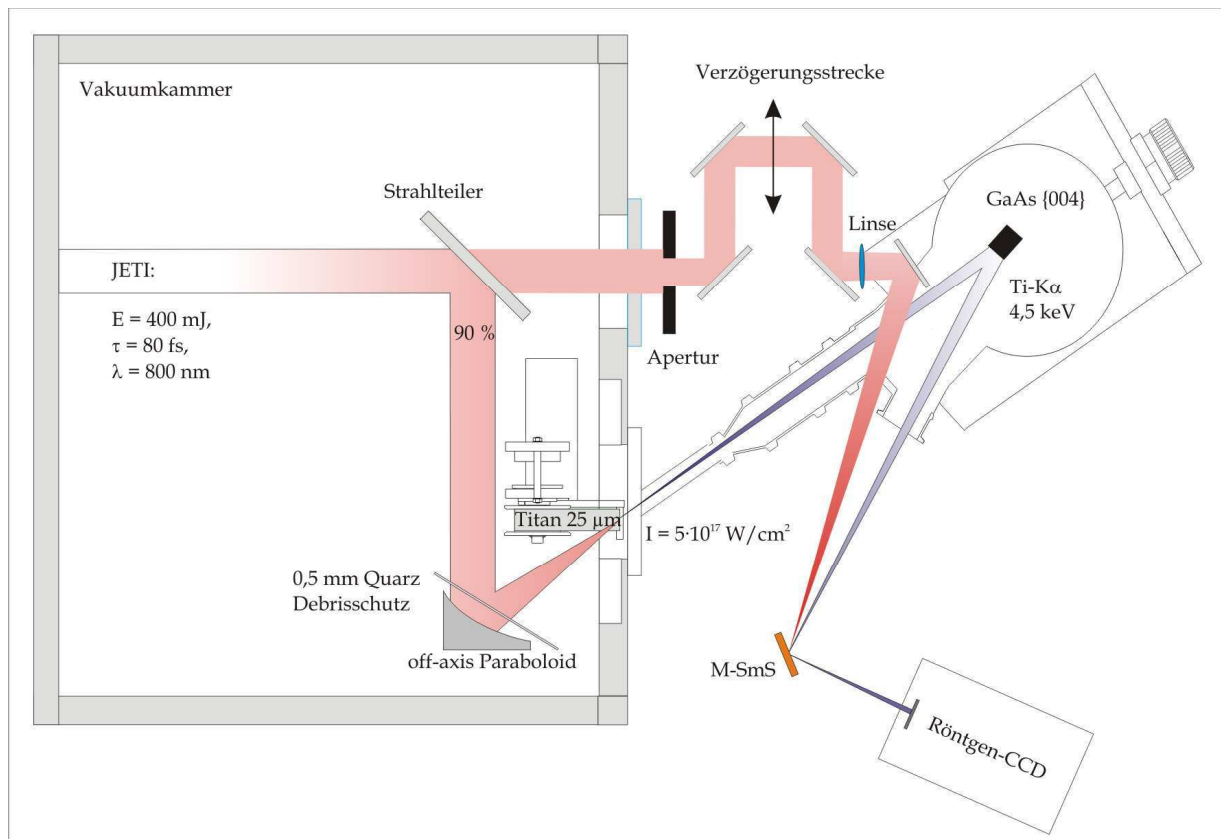 Vakuumkammer
Verzögerungsstrecke
Strahlteiler
GaAs {004}
Linse
JETI:
Ti-Kα
4,5 keV
E = 400 mJ,
τ = 80 fs,
λ = 800 nm
90 %
Apertur
Titan 25 µm
I = 5·10¹⁷ W/cm²
0,5 mm Quarz
Debrisschutz
off-axis Paraboloid
M-SmS
Röntgen-CCD